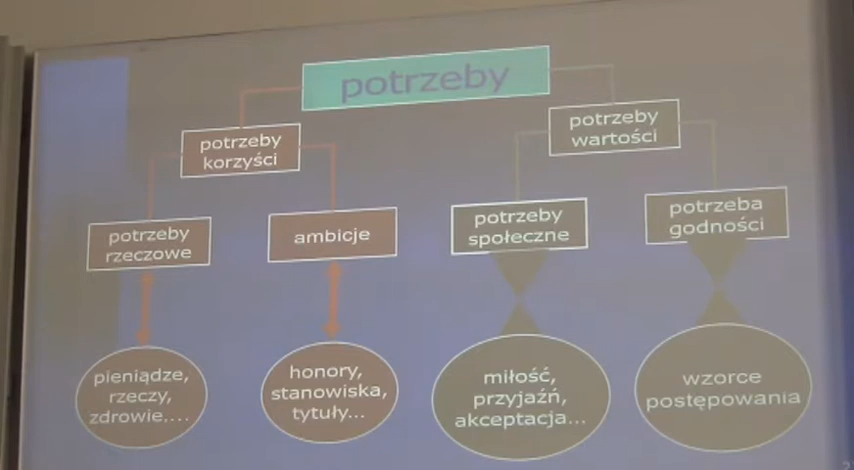 potrzeby
potrzeby
korzyści
potrzeby
wartości
potrzeby
rzeczowe
ambicje
potrzeby
społeczne
potrzeba
godności
pieniądze,
rzeczy,
zdrowie,...
honory,
stanowiska,
tytuły...
miłość,
przyjaźń,
akceptacja...
wzorce
postępowania